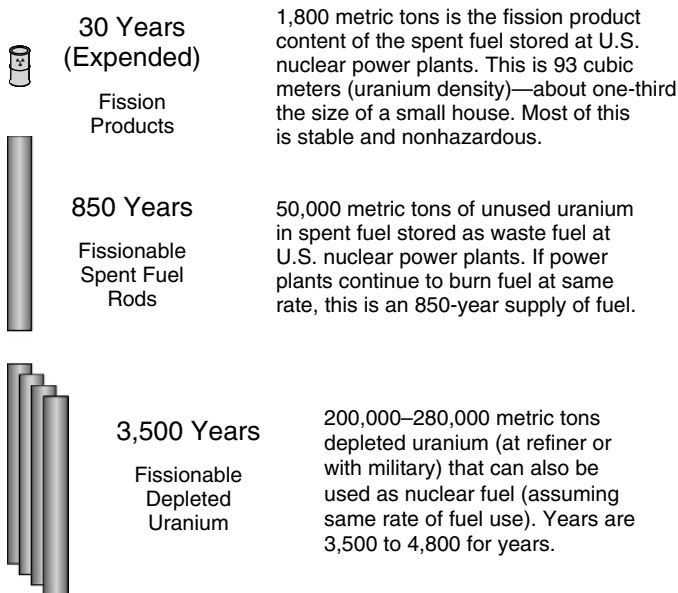 30 Years
(Expended)
Fission
Products
1,800 metric tons is the fission product
content of the spent fuel stored at U.S.
nuclear power plants. This is 93 cubic
meters (uranium density)—about one-third
the size of a small house. Most of this
is stable and nonhazardous.
850 Years
Fissionable
Spent Fuel
Rods
50,000 metric tons of unused uranium
in spent fuel stored as waste fuel at
U.S. nuclear power plants. If power
plants continue to burn fuel at same
rate, this is an 850-year supply of fuel.
3,500 Years
Fissionable
Depleted
Uranium
200,000–280,000 metric tons
depleted uranium (at refiner or
with military) that can also be
used as nuclear fuel (assuming
same rate of fuel use). Years are
3,500 to 4,800 for years.